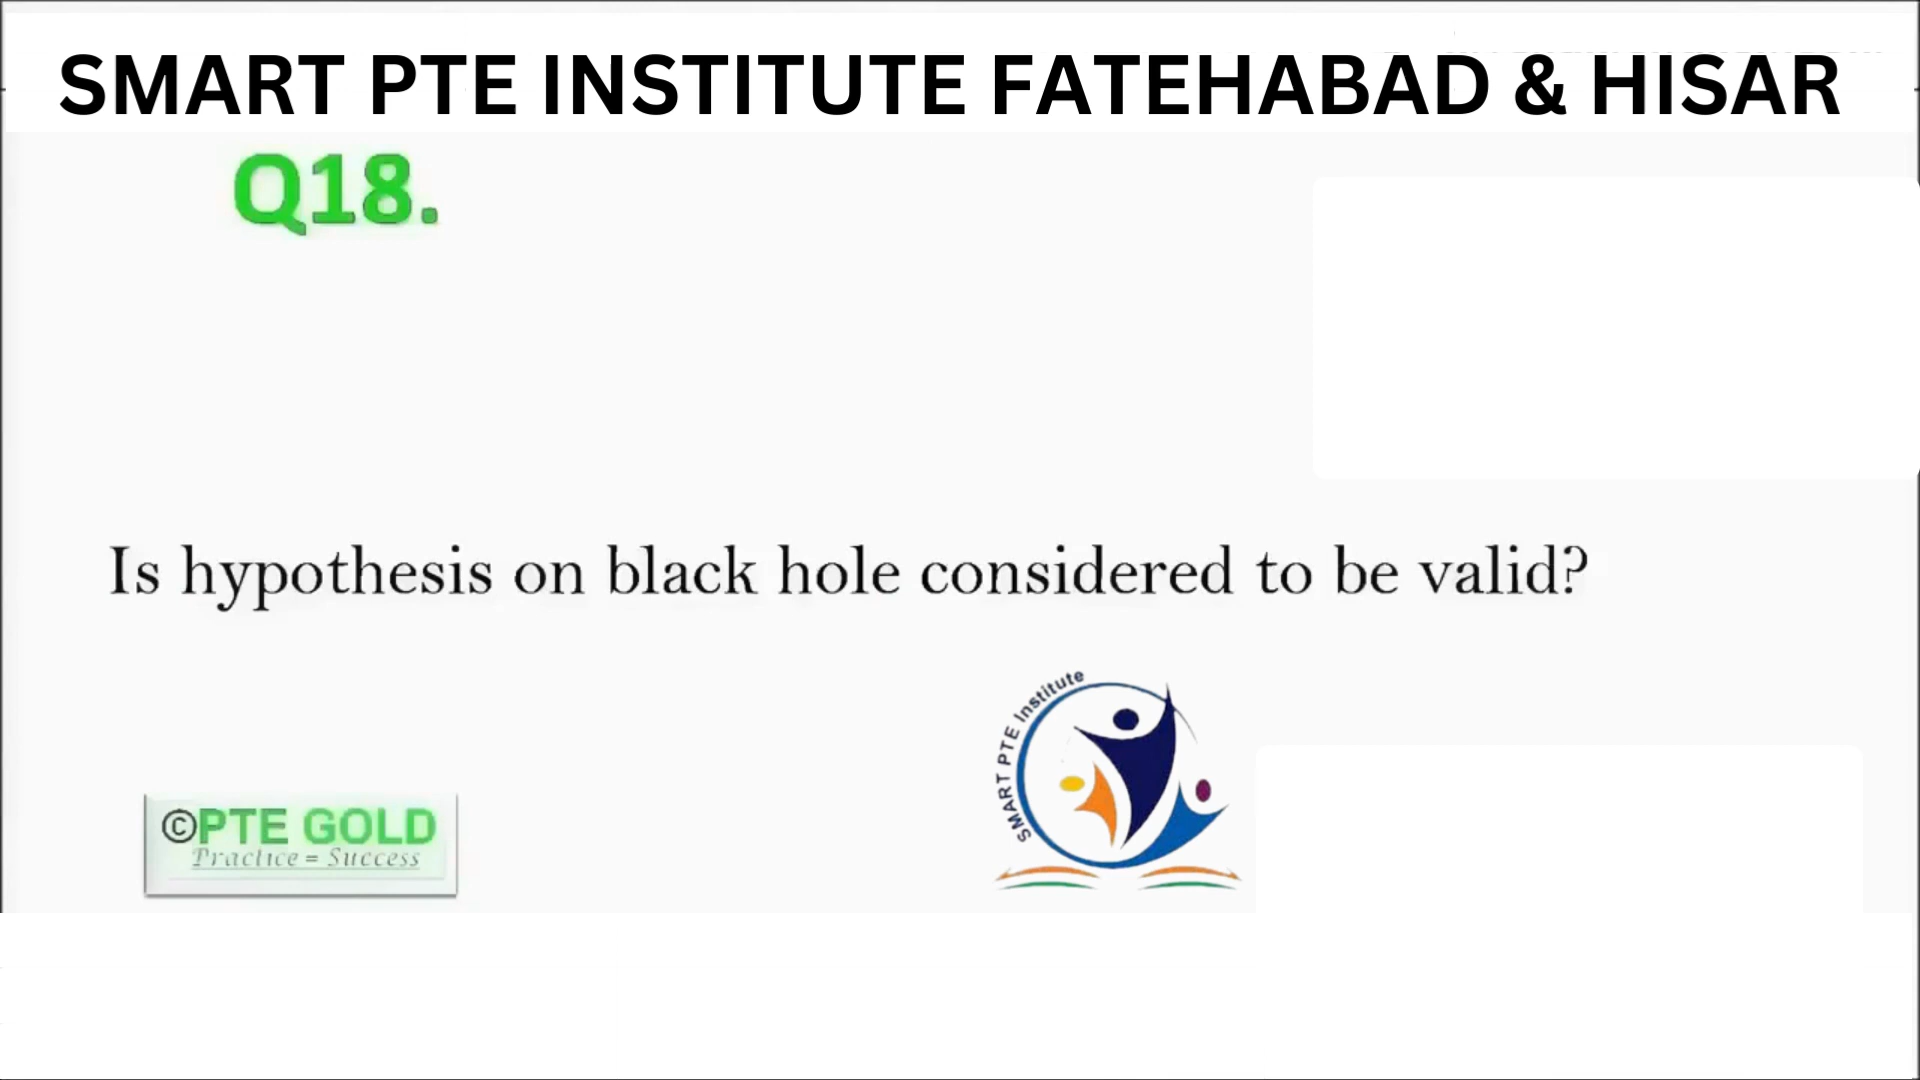 SMART PTE INSTITUTE FATEHABAD & HISAR
Q18.
Is hypothesis on black hole considered to be valid?
SMART PTE Institute
©PTE GOLD
Practice = Success